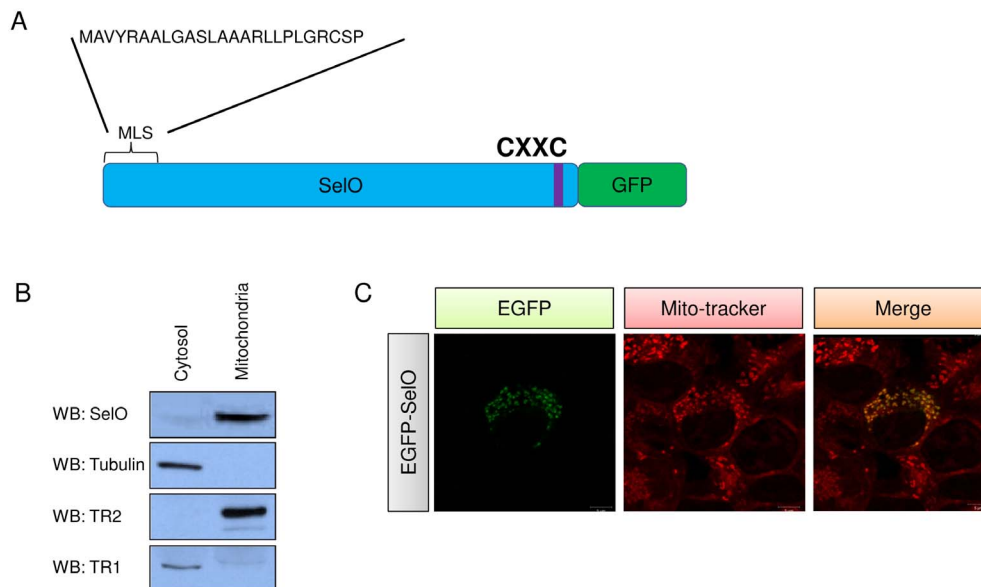 A
MAVYRAALGASLAAARLLPLGRCSP
MLS
CXXC
SelO
GFP
B
Cytosol
Mitochondria
WB: SelO
WB: Tubulin
WB: TR2
WB: TR1
C
EGFP
Mito-tracker
Merge
EGFP-SelO